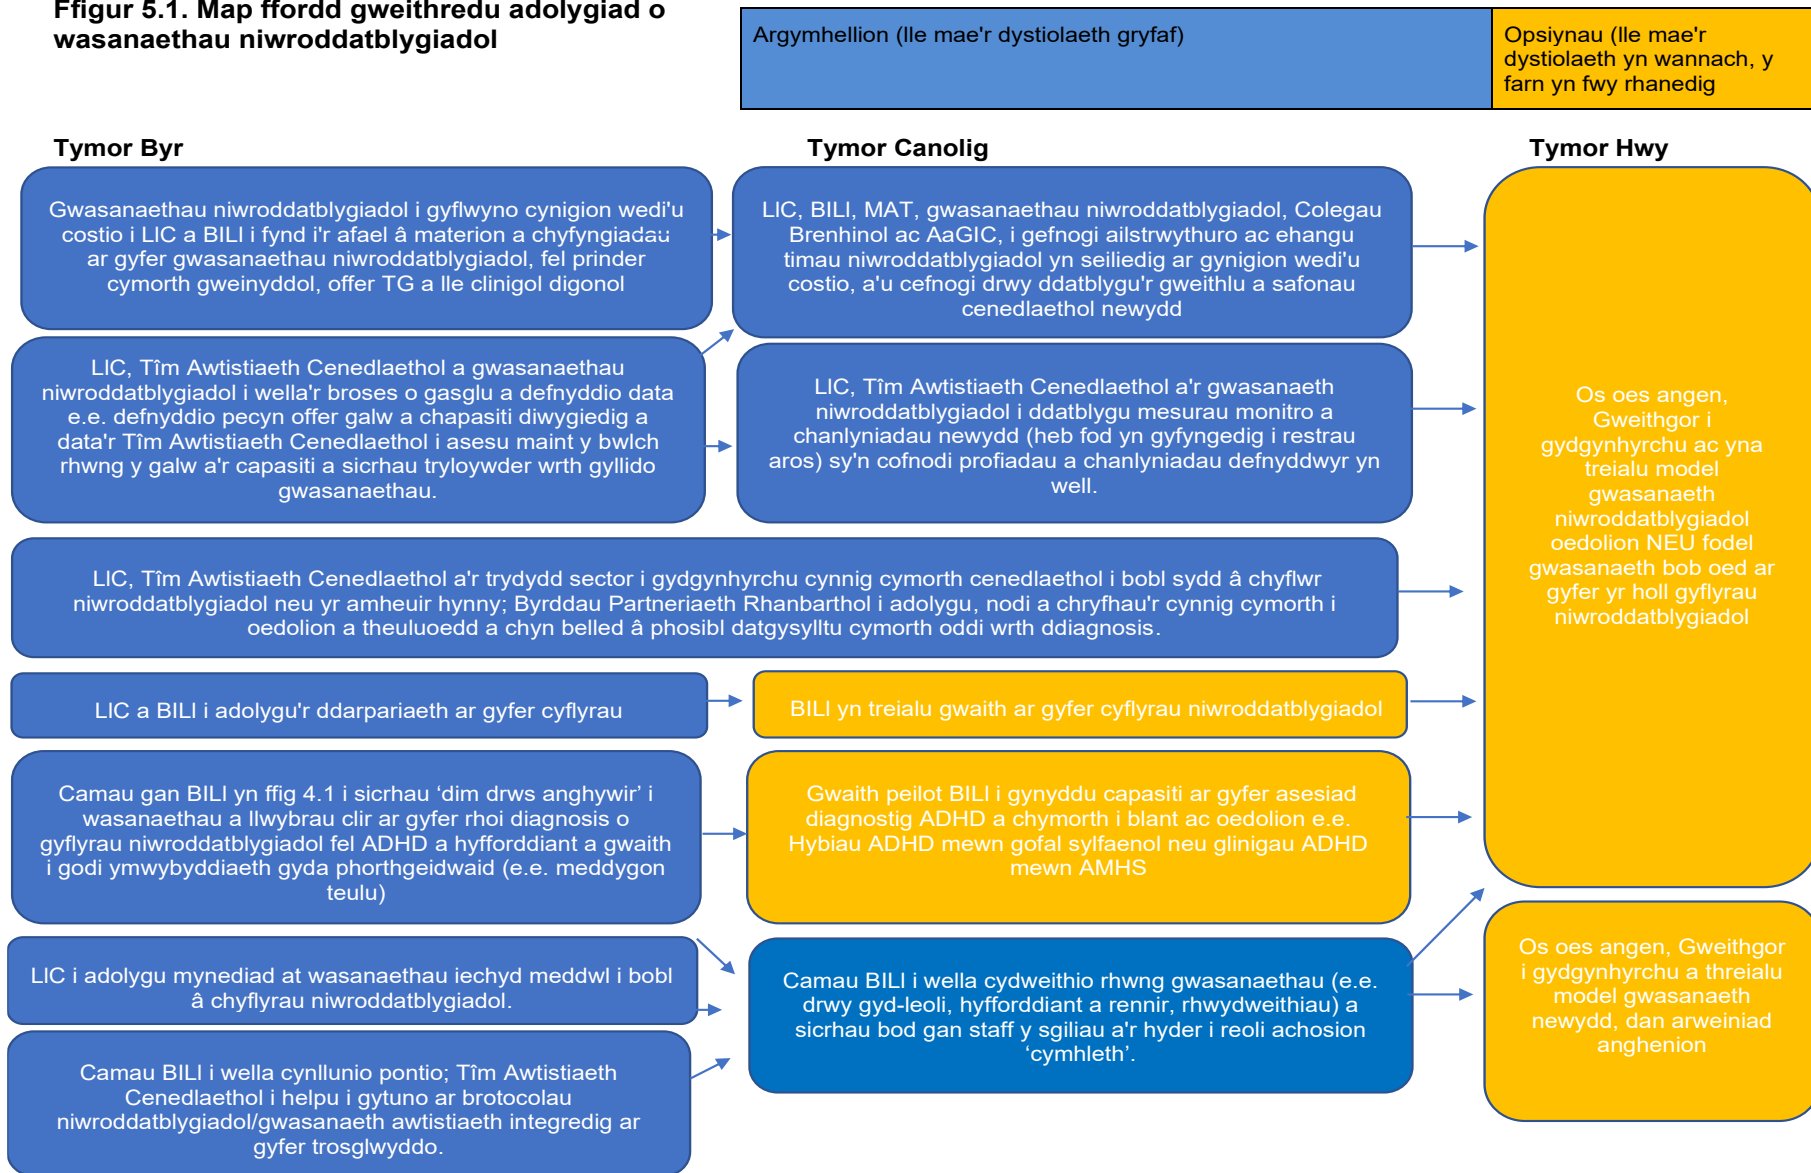 Ffigur 5.1. Map ffordd gweithredu adolygiad o
wasanaethau niwroddatblygiadol
Argymhellion (lle mae'r dystiolaeth gryfaf)
Opsiynau (lle mae'r
dystiolaeth yn wannach, y
farn yn fwy rhanedig
Tymor Byr
Tymor Canolig
Tymor Hwy
Gwasanaethau niwroddatblygiadol i gyflwyno cynigion wedi'u
costio i LlC a BILl i fynd i'r afael â materion a chyfyngiadau
ar gyfer gwasanaethau niwroddatblygiadol, fel prinder
cymorth gweinyddol, offer TG a lle clinigol digonol
LlC, BILl, MAT, gwasanaethau niwroddatblygiadol, Colegau
Brenhinol ac AaGIC, i gefnogi ailstrwythuro ac ehangu
timau niwroddatblygiadol yn seiliedig ar gynigion wedi'u
costio, a'u cefnogi drwy ddatblygu'r gweithlu a safonau
cenedlaethol newydd
LlC, Tîm Awtistiaeth Cenedlaethol a gwasanaethau
niwroddatblygiadol i wella'r broses o gasglu a defnyddio data
e.e. defnyddio pecyn offer galw a chapasiti diwygiedig a
data'r Tîm Awtistiaeth Cenedlaethol i asesu maint y bwlch
rhwng y galw a'r capasiti a sicrhau tryloywder wrth gyllido
gwasanaethau.
LlC, Tîm Awtistiaeth Cenedlaethol a'r gwasanaeth
niwroddatblygiadol i ddatblygu mesurau monitro a
chanlyniadau newydd (heb fod yn gyfyngedig i restrau
aros) sy'n cofnodi profiadau a chanlyniadau defnyddwyr yn
well.
Os oes angen,
Gweithgor i
gydgynhyrchu ac yna
treialu model
gwasanaeth
niwroddatblygiadol
oedolion NEU fodel
gwasanaeth bob oed ar
gyfer yr holl gyflyrau
niwroddatblygiadol
LlC, Tîm Awtistiaeth Cenedlaethol a'r trydydd sector i gydgynhyrchu cynnig cymorth cenedlaethol i bobl sydd â chyflwr
niwroddatblygiadol neu yr amheuir hynny; Byrddau Partneriaeth Rhanbarthol i adolygu, nodi a chryfhau'r cynnig cymorth i
oedolion a theuluoedd a chyn belled â phosibl datgysylltu cymorth oddi wrth ddiagnosis.
LlC a BILl i adolygu'r ddarpariaeth ar gyfer cyflyrau
BILl yn treialu gwaith ar gyfer cyflyrau niwroddatblygiadol
Camau gan BILl yn ffig 4.1 i sicrhau ‘dim drws anghywir’ i
wasanaethau a llwybrau clir ar gyfer rhoi diagnosis o
gyflyrau niwroddatblygiadol fel ADHD a hyfforddiant a gwaith
i godi ymwybyddiaeth gyda phorthgeidwaid (e.e. meddygon
teulu)
Gwaith peilot BILl i gynyddu capasiti ar gyfer asesiad
diagnostig ADHD a chymorth i blant ac oedolion e.e.
Hybiau ADHD mewn gofal sylfaenol neu glinigau ADHD
mewn AMHS
LlC i adolygu mynediad at wasanaethau iechyd meddwl i bobl
â chyflyrau niwroddatblygiadol.
Camau BILl i wella cydweithio rhwng gwasanaethau (e.e.
drwy gyd-leoli, hyfforddiant a rennir, rhwydweithiau) a
sicrhau bod gan staff y sgiliau a'r hyder i reoli achosion
‘cymhleth’.
Os oes angen, Gweithgor
i gydgynhyrchu a threialu
model gwasanaeth
newydd, dan arweiniad
anghenion
Camau BILl i wella cynllunio pontio; Tîm Awtistiaeth
Cenedlaethol i helpu i gytuno ar brotocolau
niwroddatblygiadol/gwasanaeth awtistiaeth integredig ar
gyfer trosglwyddo.